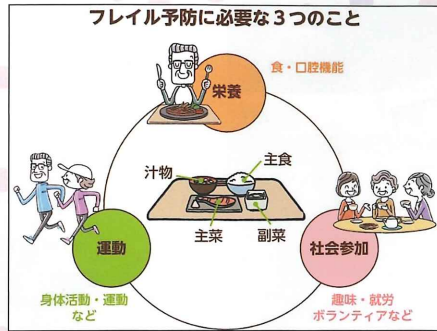 フレイル予防に必要な3つのこと
栄養
食・口腔機能
汁物
主食
主菜
副菜
運動
身体活動・運動
など
社会参加
趣味・就労
ボランティアなど